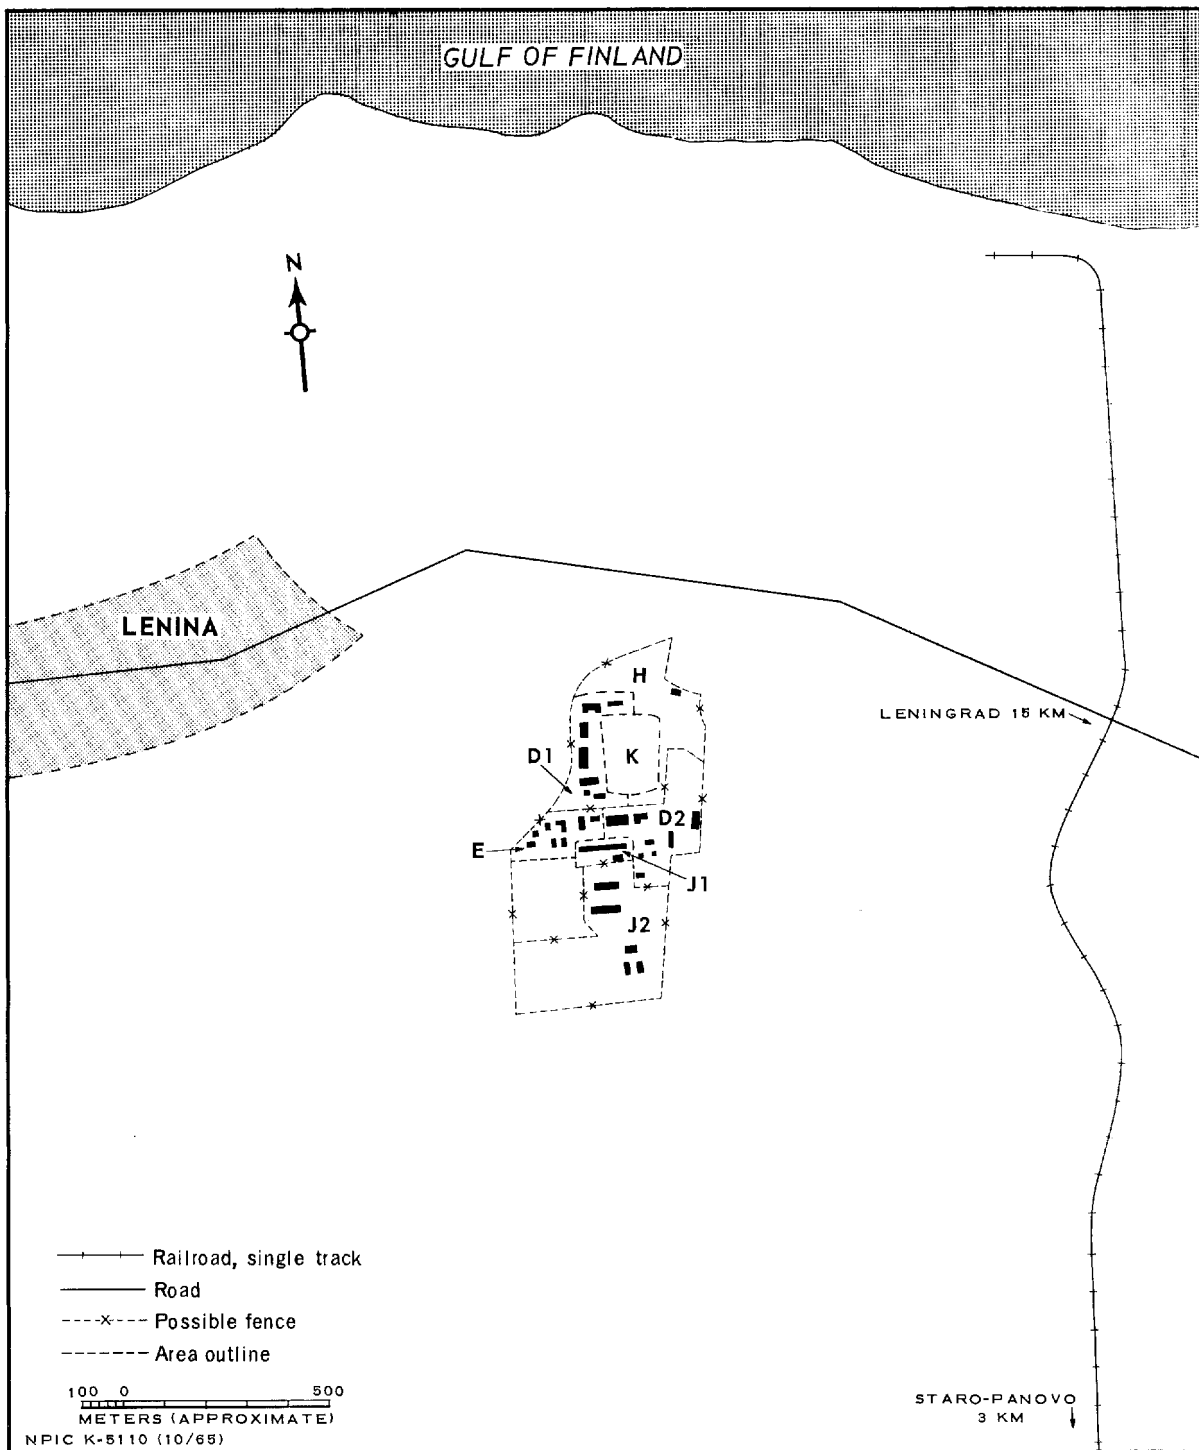 GULF OF FINLAND
N
LENINA
H
LENINGRAD 15 KM
K
D1
D2
E
J1
J2
Railroad, single track
Road
Possible fence
Area outline
100 0 500
METERS (APPROXIMATE)
NPIC K-5110 (10/65)
STARO-PANOVO
3 KM